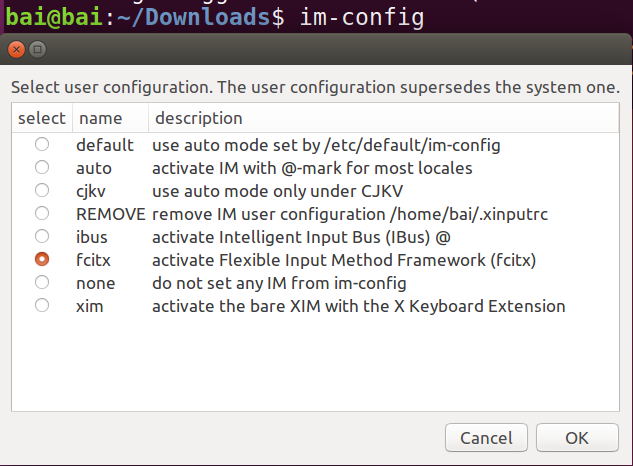 bai@bai:~/Downloads$ im-config
Select user configuration. The user configuration supersedes the system one.
select name description
default use auto mode set by /etc/default/im-config
auto activate IM with @-mark for most locales
cjkv use auto mode only under CJKV
REMOVE remove IM user configuration /home/bai/.xinputrc
ibus activate Intelligent Input Bus (IBus) @
fcitx activate Flexible Input Method Framework (fcitx)
none do not set any IM from im-config
xim activate the bare XIM with the X Keyboard Extension
Cancel OK